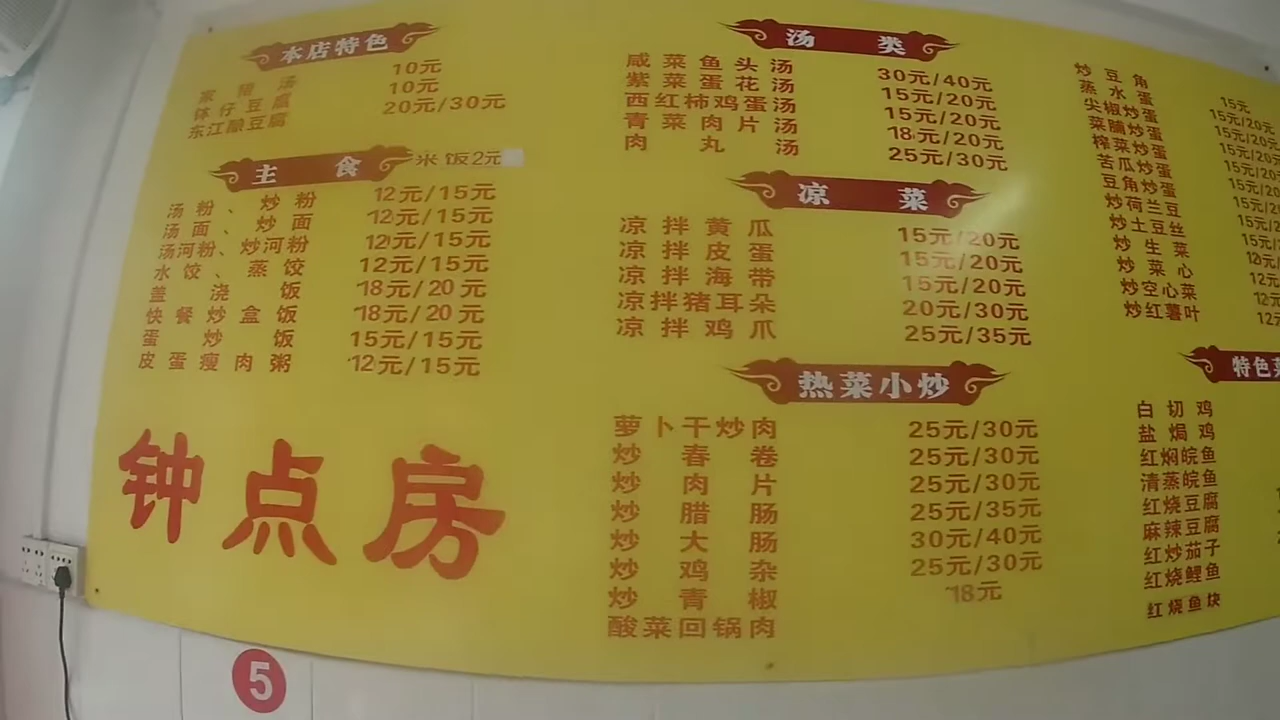 本店特色
家猪汤 10元
钵仔豆腐 10元
东江酿豆腐 20元/30元
主食 米饭2元
汤粉、炒粉 12元/15元
汤面、炒面 12元/15元
汤河粉、炒河粉 12元/15元
水饺、蒸饺 12元/15元
盖浇饭 18元/20元
快餐炒盒饭 18元/20元
蛋炒饭 15元/15元
皮蛋瘦肉粥 12元/15元
钟点房
5
汤类
咸菜鱼头汤 30元/40元
紫菜蛋花汤 15元/20元
西红柿鸡蛋汤 15元/20元
青菜肉片汤 18元/20元
肉丸汤 25元/30元
凉菜
凉拌黄瓜 15元/20元
凉拌皮蛋 15元/20元
凉拌海带 15元/20元
凉拌猪耳朵 20元/30元
凉拌鸡爪 25元/35元
热菜小炒
萝卜干炒肉 25元/30元
炒春卷 25元/30元
炒肉片 25元/30元
炒腊肠 25元/35元
炒大肠 30元/40元
炒鸡杂 25元/30元
炒青椒 18元
酸菜回锅肉
炒豆角 15元
蒸水蛋 15元/20元
尖椒炒蛋 15元/20
菜脯炒蛋 15元/20
榨菜炒蛋 15元/20
苦瓜炒蛋 15元/20
豆角炒蛋 15元/2
炒荷兰豆 15元/
炒土豆丝 12元/
炒生菜 12元
炒菜心 12元
炒空心菜 12
炒红薯叶
特色菜
白切鸡
盐焗鸡
红焖皖鱼
清蒸皖鱼
红烧豆腐
麻辣豆腐
红炒茄子
红烧鲤鱼
红烧鱼块